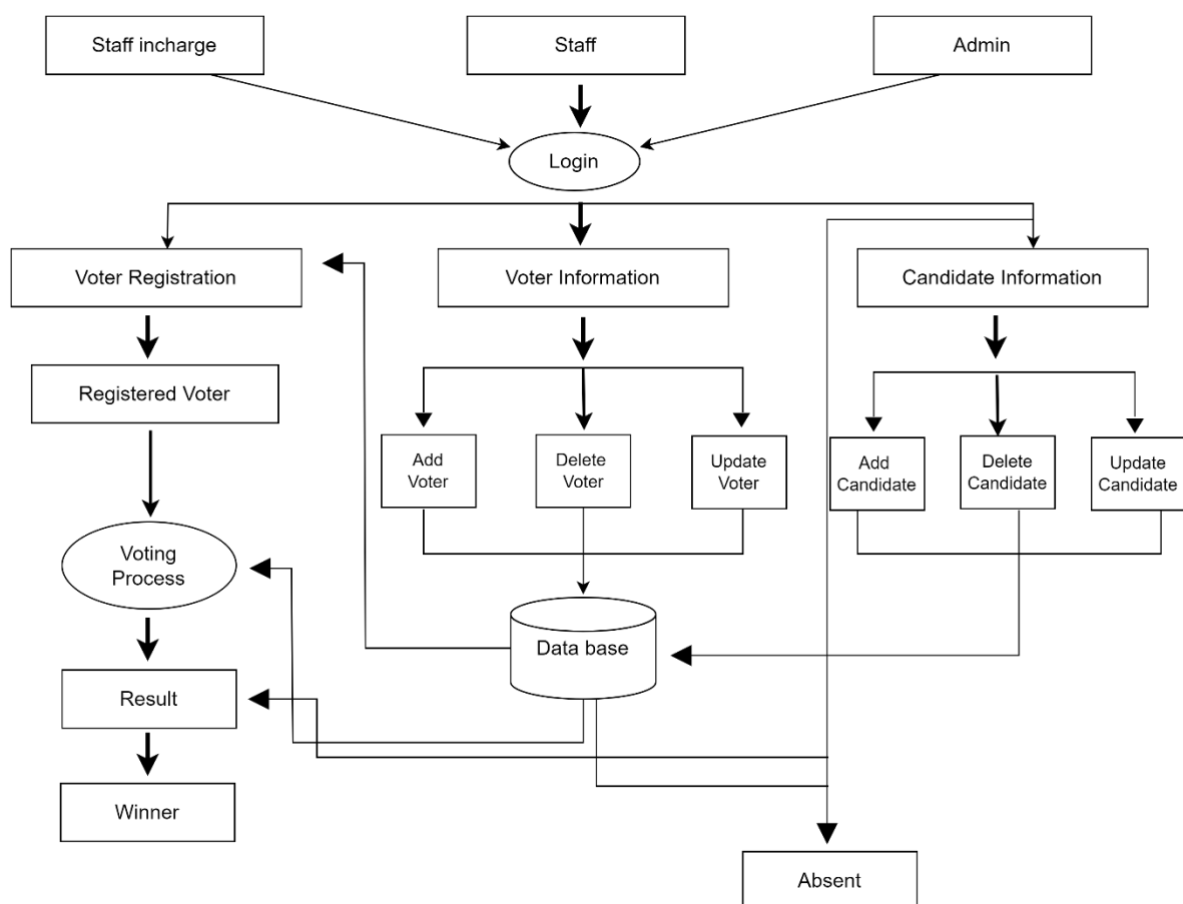 Staff incharge
Staff
Admin
Login
Voter Registration
Voter Information
Candidate Information
Registered Voter
Add
Voter
Delete
Voter
Update
Voter
Add
Candidate
Delete
Candidate
Update
Candidate
Voting
Process
Data base
Result
Winner
Absent